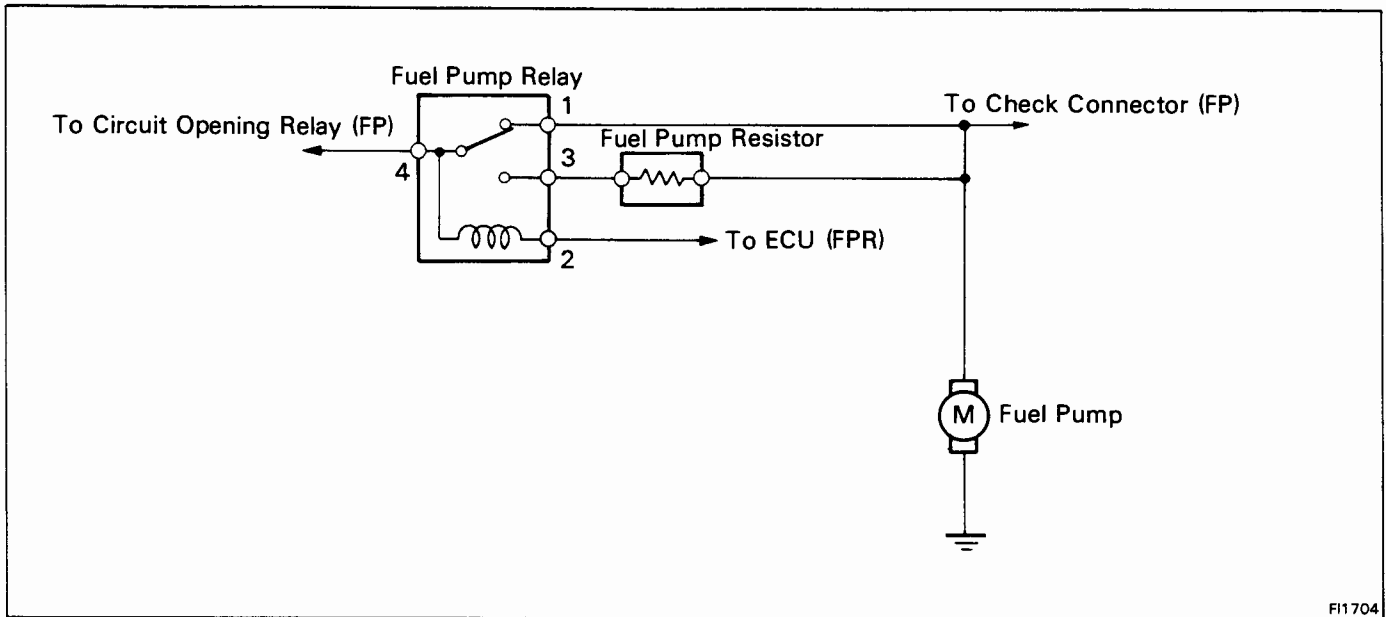 Fuel Pump Relay
1
To Circuit Opening Relay (FP)
To Check Connector (FP)
Fuel Pump Resistor
4
3
To ECU (FPR)
2
M
Fuel Pump
FI1704